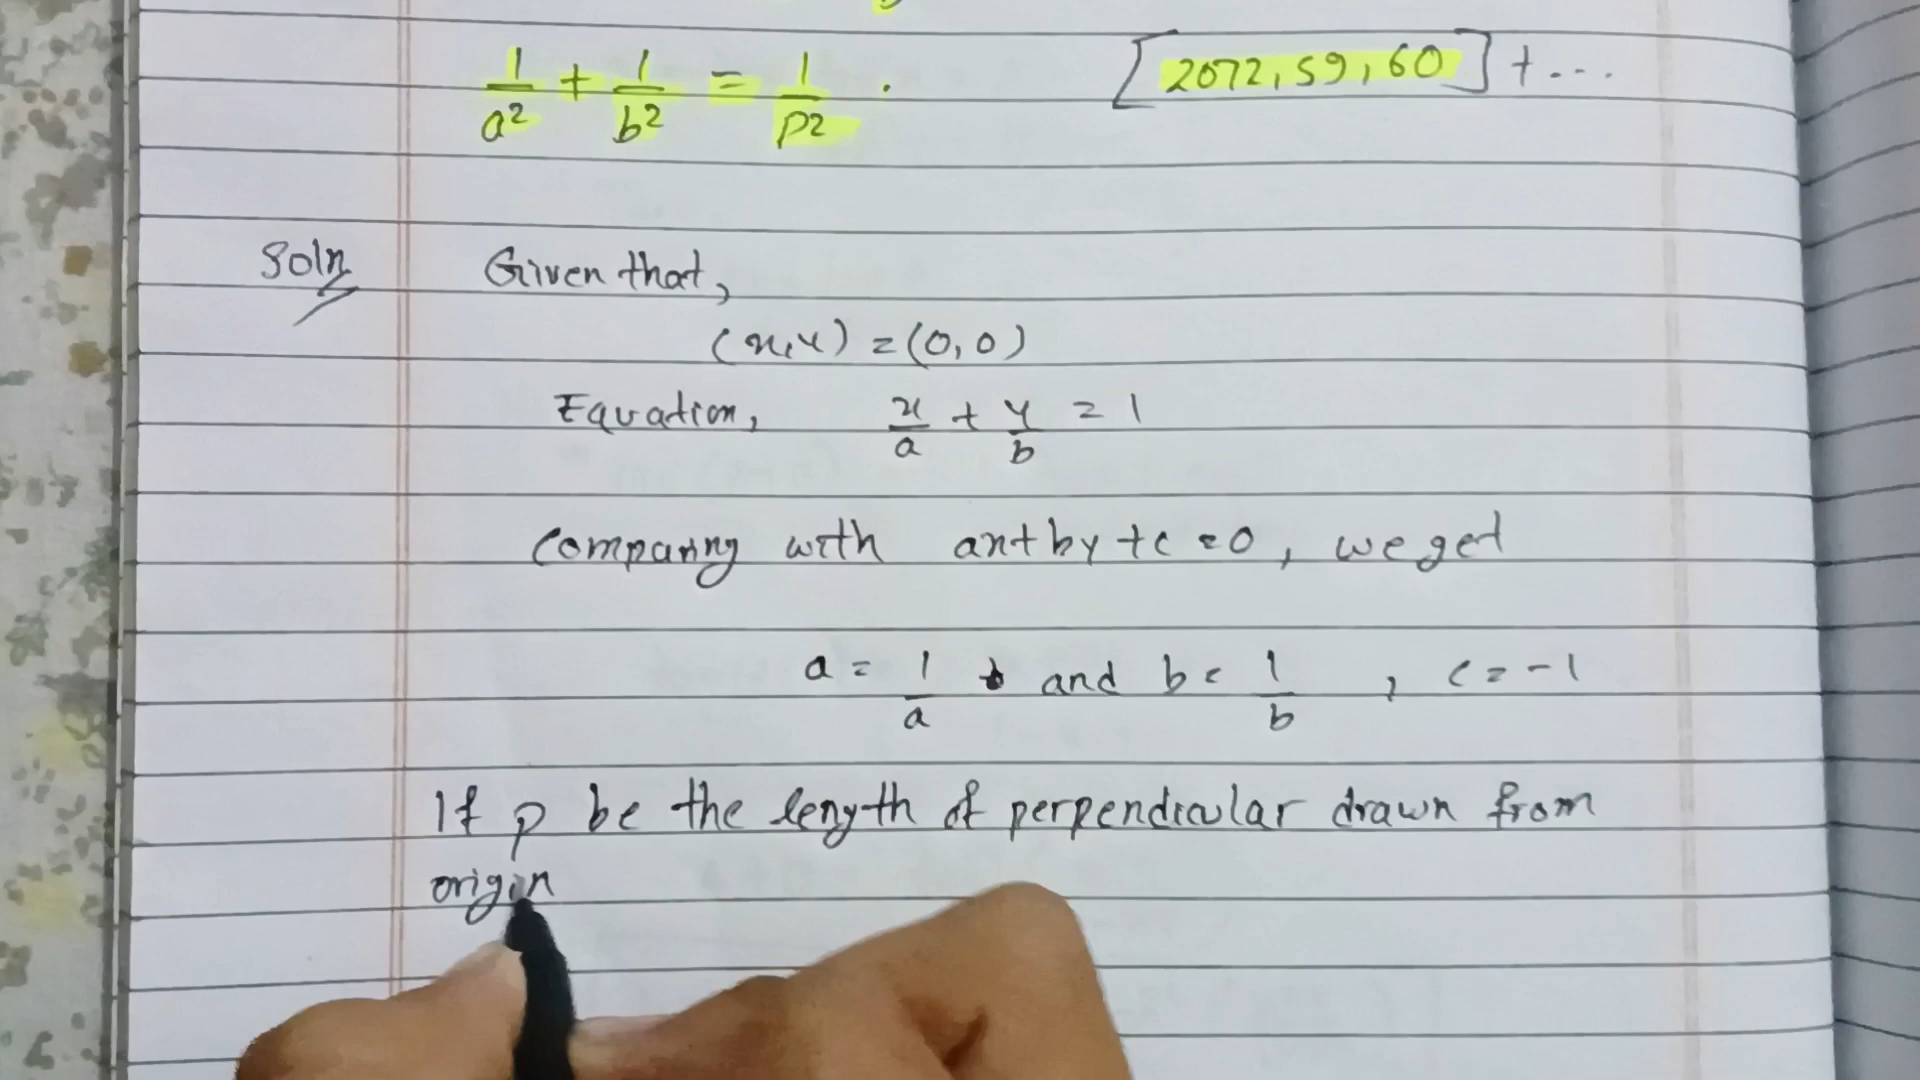 1/a² + 1/b² = 1/p². [2072, 59, 60] + ...
Soln Given that,
(x, y) = (0, 0)
Equation, x/a + y/b = 1
Comparing with ax + by + c = 0, we get
a = 1/a and b = 1/b, c = -1
If p be the length of perpendicular drawn from
origin